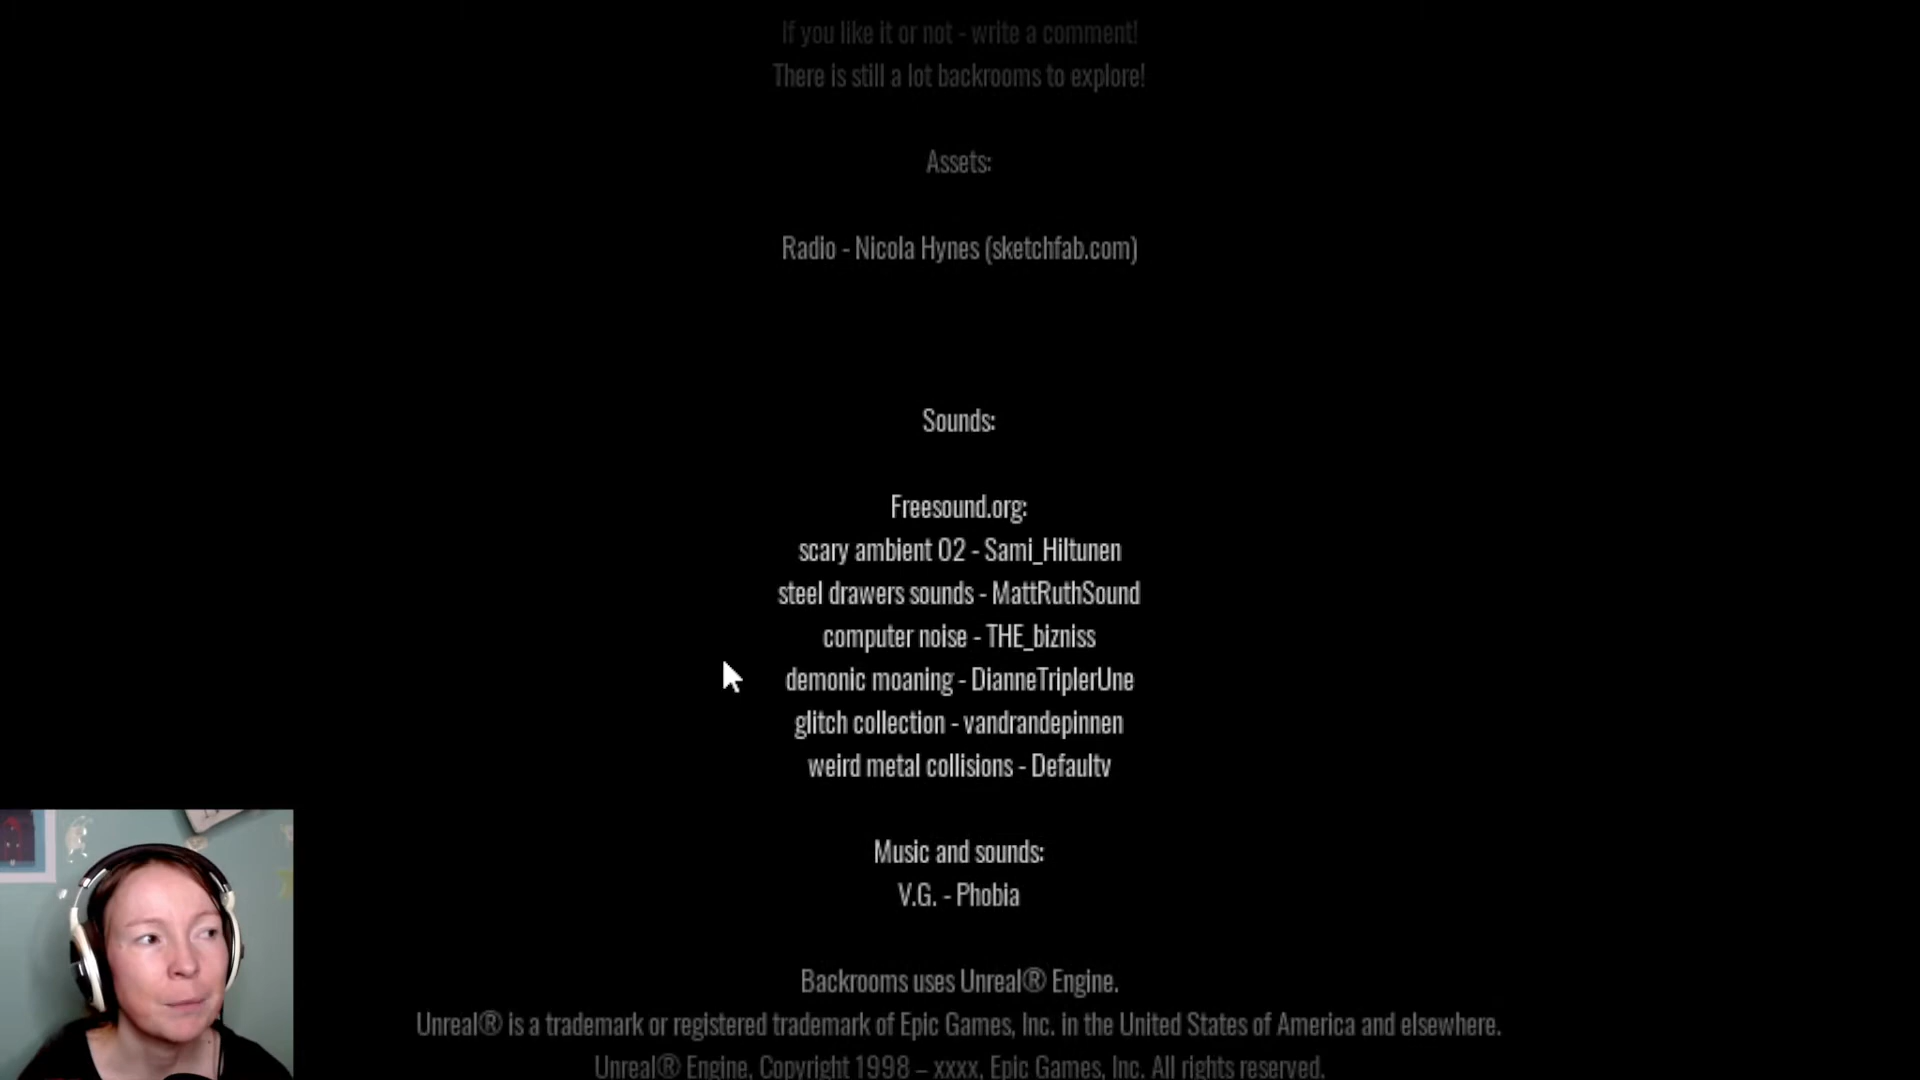 If you like it or not - write a comment!
There is still a lot backrooms to explore!
Assets:
Radio - Nicola Hynes (sketchfab.com)
Sounds:
Freesound.org:
scary ambient 02 - Sami_Hiltunen
steel drawers sounds - MattRuthSound
computer noise - THE_bizniss
demonic moaning - DianneTriplerUne
glitch collection - vandrandepinnen
weird metal collisions - Defaultv
Music and sounds:
V.G. - Phobia
Backrooms uses Unreal® Engine.
Unreal® is a trademark or registered trademark of Epic Games, Inc. in the United States of America and elsewhere.
Unreal® Engine, Copyright 1998 – xxxx, Epic Games, Inc. All rights reserved.